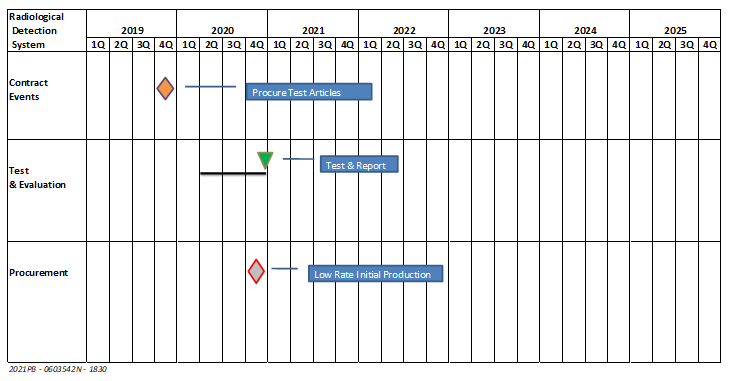 Radiological
Detection
System
2019 2020 2021 2022 2023 2024 2025
1Q 2Q 3Q 4Q 1Q 2Q 3Q 4Q 1Q 2Q 3Q 4Q 1Q 2Q 3Q 4Q 1Q 2Q 3Q 4Q 1Q 2Q 3Q 4Q 1Q 2Q 3Q 4Q
Contract
Events
Procure Test Articles
Test
& Evaluation
Test & Report
Procurement
Low Rate Initial Production
2021PB - 0603542N - 1830